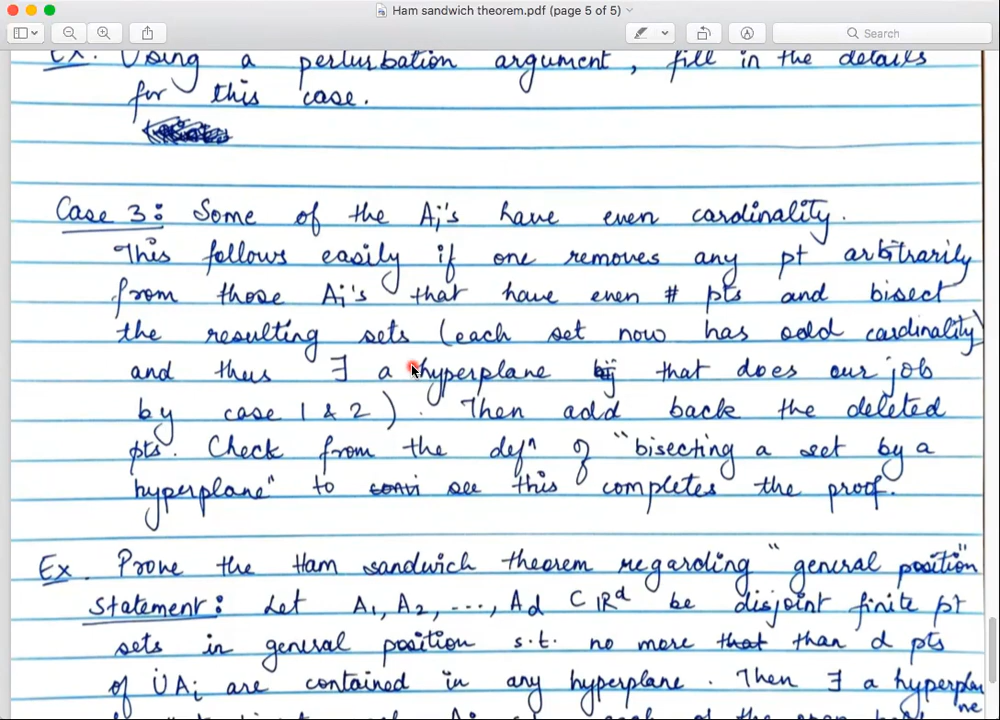 Ham sandwich theorem.pdf (page 5 of 5)
Search
Ex. Using a perturbation argument, fill in the details
for this case.
Case 3: Some of the Ai's have even cardinality.
This follows easily if one removes any pt arbitrarily
from those Ai's that have even # pts and bisect
the resulting sets (each set now has odd cardinality
and thus ∃ a hyperplane that does our job
by case 1 & 2). Then add back the deleted
pts. Check from the defn of "bisecting a set by a
hyperplane" to see this completes the proof.
Ex. Prove the Ham sandwich theorem regarding "general position"
Statement: Let A1, A2, ..., Ad ⊂ ℝd be disjoint finite pt
sets in general position s.t. no more than d pts
of ∪Ai are contained in any hyperplane. Then ∃ a hyperplane